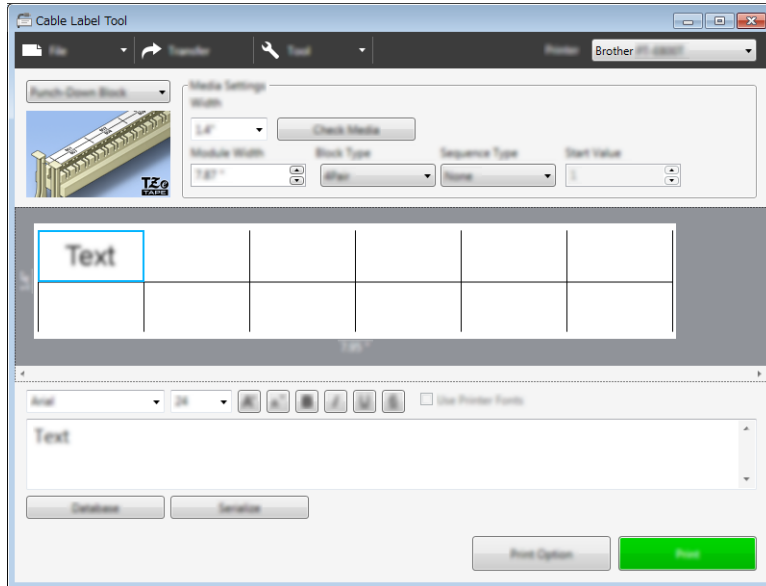 Cable Label Tool
File Transfer Tool Printer Brother
Punch-Down Block
Media Settings
Width
1.4"
Check Media
Module Width Block Type Sequence Type Start Value
7.87 " 4Pair None 1
TZe
TAPE
Text
Arial 24 Use Printer Fonts
Text
Database Serialize
Print Option Print